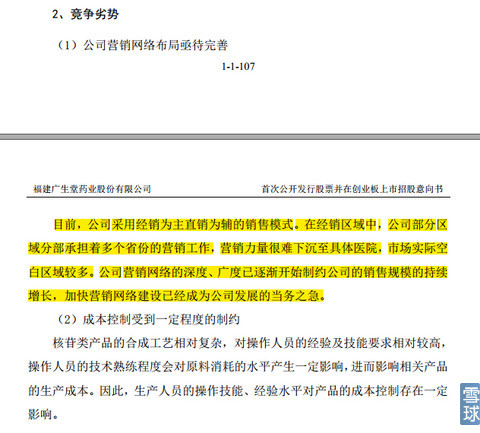 2、竞争劣势
（1）公司营销网络布局亟待完善
1-1-107
福建广生堂药业股份有限公司 首次公开发行股票并在创业板上市招股意向书
目前，公司采用经销为主直销为辅的销售模式。在经销区域中，公司部分区
域分部承担着多个省份的营销工作，营销力量很难下沉至具体医院，市场实际空
白区域较多。公司营销网络的深度、广度已逐渐开始制约公司的销售规模的持续
增长，加快营销网络建设已经成为公司发展的当务之急。
（2）成本控制受到一定程度的制约
核苷类产品的合成工艺相对复杂，对操作人员的经验及技能要求相对较高，
操作人员的技术熟练程度会对原料消耗的水平产生一定影响，进而影响相关产品
的生产成本。因此，生产人员的操作技能、经验水平对产品的成本控制存在一定
影响。
雪球